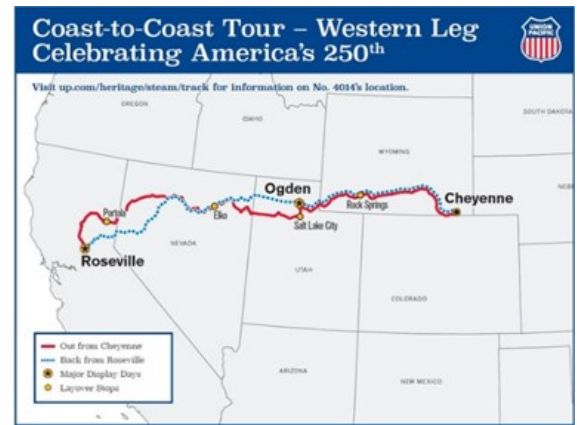 Coast-to-Coast Tour – Western Leg
Celebrating America's 250th
UNION
PACIFIC
Visit up.com/heritage/steam/track for information on No. 4014's location.
OREGON
IDAHO
SOUTH DAKOTA
WYOMING
Ogden
Cheyenne
Rock Springs
Portola
Elko
Salt Lake City
Roseville
NEVADA
UTAH
COLORADO
Out from Cheyenne
Back from Roseville
Major Display Days
Layover Stops
ARIZONA
NEW MEXICO